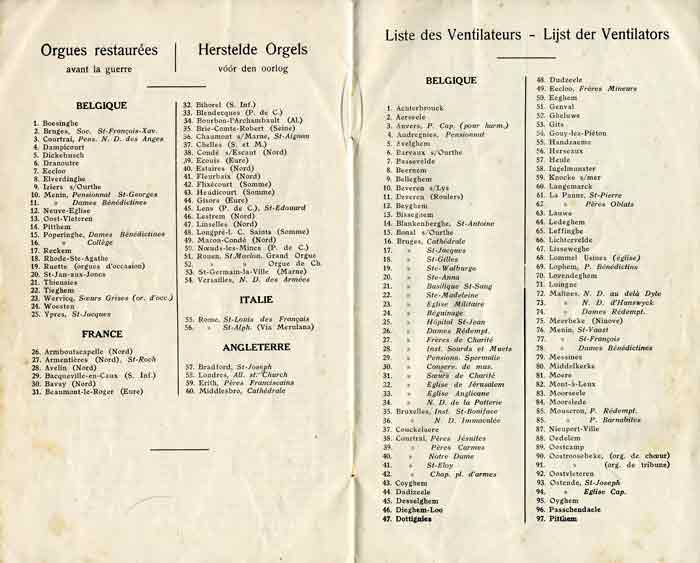 Orgues restaurées
avant la guerre
Herstelde Orgels
vóór den oorlog
BELGIQUE
1. Boesinghe
2. Bruges, Soc. St-François-Xav.
3. Courtrai, Pens. N. D. des Anges
4. Dampicourt
5. Dickebusch
6. Dranoutre
7. Eecloo
8. Elverdinghe
9. Iziers s/Ourthe
10. Menin, Pensionnat St-Georges
11. » Dames Bénédictines
12. Neuve-Eglise
13. Oost-Vleteren
14. Pitthem
15. Poperinghe, Dames Bénédictines
16. » Collège
17. Reckem
18. Rhode-Ste-Agathe
19. Ruette (orgues d'occasion)
20. St-Jan-aux-Joncs
21. Thiensies
22. Tieghem
23. Wervicq, Sœurs Grises (or. d'occ.)
24. Woesten
25. Ypres, St-Jacques
FRANCE
26. Armboutscapelle (Nord)
27. Armentières (Nord), St-Roch
28. Avelin (Nord)
29. Bacqueville-en-Caux (S. Inf.)
30. Bavay (Nord)
31. Beaumont-le-Roger (Eure)
32. Bihorel (S. Inf.)
33. Blendecques (P. de C.)
34. Bourbon-l'Archambault (Al.)
35. Brie-Comte-Robert (Seine)
36. Chaumont s/Marne, St-Aignan
37. Chelles (S. et M.)
38. Condé s/Escaut (Nord)
39. Ecouis (Eure)
40. Estaires (Nord)
41. Fleurbaix (Nord)
42. Flixécourt (Somme)
43. Heudicourt (Somme)
44. Gisors (Eure)
45. Lens (P. de C.), St-Edouard
46. Lestrem (Nord)
47. Linselles (Nord)
48. Longpré-l. C. Saints (Somme)
49. Macon-Condé (Nord)
50. Nœuds-les-Mines (P. de C.)
51. Rouen, St.Maclou. Grand Orgue
52. » » Orgue de Ch.
53. St-Germain-la-Ville (Marne)
54. Versailles, N. D. des Armées
ITALIE
55. Rome, St-Louis des Français
56. » St-Alph. (Via Merulana)
ANGLETERRE
57. Bradford, St-Joseph
58. Londres, All. st. Church
59. Erith, Pères Franciscains
60. Middlesbro, Cathédrale
Liste des Ventilateurs - Lijst der Ventilators
BELGIQUE
1. Achterbrouck
2. Aerseele
3. Anvers, P. Cap. (pour harm.)
4. Audregnies, Pensionnat
5. Avelghem
6. Barvaux s/Ourthe
7. Bassevelde
8. Beernem
9. Belleghem
10. Beveren s/Lys
11. Beveren (Roulers)
12. Beyghem
13. Bisseghem
14. Blankenberghe, St-Antoine
15. Bonal s/Ourthe
16. Bruges, Cathédrale
17. » St-Jacques
18. » St-Gilles
19. » Ste-Walburge
20. » Ste-Anna
21. » Basilique St-Sang
22. » Ste-Madeleine
23. » Eglise Militaire
24. » Béguinage
25. » Hôpital St-Jean
26. » Dames Rédempt.
27. » Frères de Charité
28. » Inst. Sourds et Muets
29. » Pensionn. Spermalie
30. » Conserv. de mus.
31. » Sœurs de Charité
32. » Eglise de Jérusalem
33. » Eglise Anglicane
34. » N. D. de la Potterie
35. Bruxelles, Inst. St-Boniface
36. » N. D. Immaculée
37. Couckelaere
38. Courtrai, Pères Jésuites
39. » Pères Carmes
40. » Notre Dame
41. » St-Eloy
42. » Chap. pl. d'armes
43. Coyghem
44. Dadizeele
45. Desselghem
46. Dieghem-Loo
47. Dottignies
48. Dudzeele
49. Eecloo, Frères Mineurs
50. Eeghem
51. Genval
52. Gheluwe
53. Gits
54. Gouy-lez-Piéton
55. Handzaeme
56. Herseaux
57. Heule
58. Ingelmunster
59. Knocke s/mer
60. Langemarck
61. La Panne, St-Pierre
62. » Pères Oblats
63. Lauwe
64. Ledeghem
65. Leffinghe
66. Lichtervelde
67. Lisseweghe
68. Lommel Usines (église)
69. Lophem, P. Bénédictins
70. Lovendeghem
71. Luingne
72. Malines, N. D. au delà Dyle
73. » N. D. d'Hanswyck
74. » Dames Rédempt.
75. Meerbeke (Ninove)
76. Menin, St-Vaast
77. » St-François
78. » Dames Bénédictines
79. Messines
80. Middelkerke
81. Moere
82. Mont-à-Leux
83. Moorseele
84. Moorslede
85. Mouscron, P. Rédempt.
85. » P. Barnabites
87. Nieuport-Ville
88. Oedelem
89. Oostcamp
90. Oostroosebeke, (org. de chœur)
91. » (org. de tribune)
92. Oostvleteren
93. Ostende, St-Joseph
94. » Eglise Cap.
95. Oyghem
96. Passchendaele
97. Pitthem